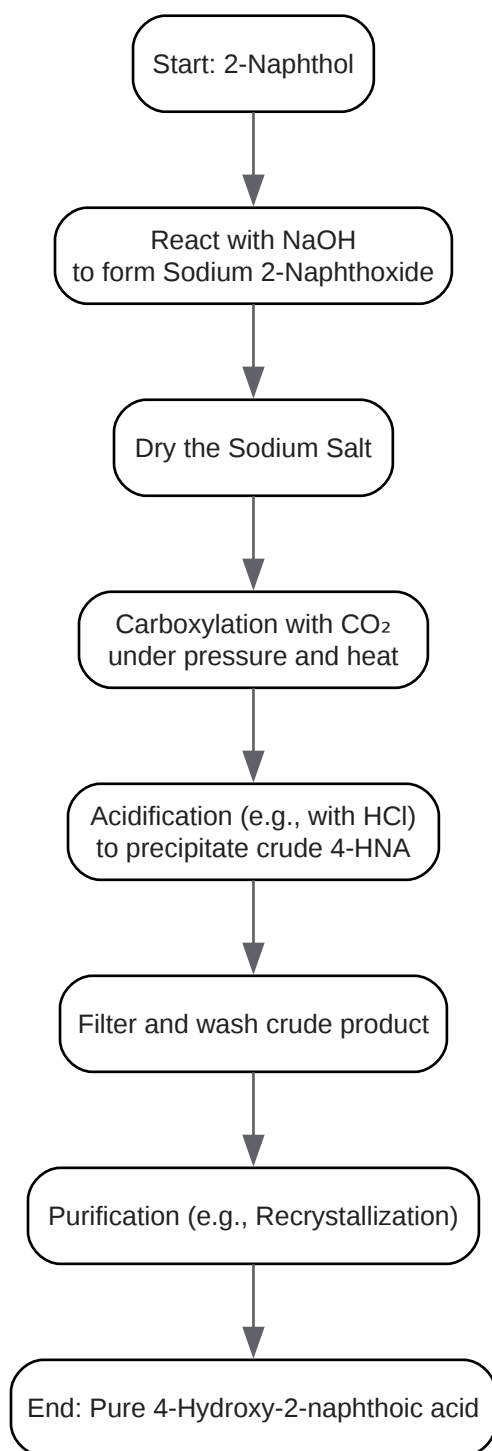 Start: 2-Naphthol
React with NaOH
to form Sodium 2-Naphthoxide
Dry the Sodium Salt
Carboxylation with CO₂
under pressure and heat
Acidification (e.g., with HCl)
to precipitate crude 4-HNA
Filter and wash crude product
Purification (e.g., Recrystallization)
End: Pure 4-Hydroxy-2-naphthoic acid